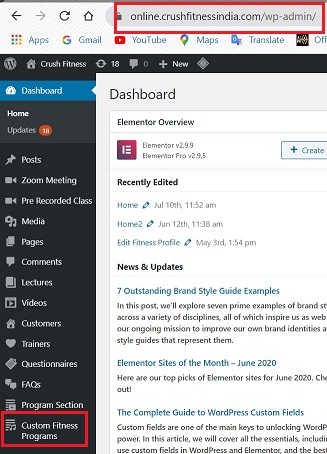 online.crushfitnessindia.com/wp-admin/
Apps Gmail YouTube Maps Translate
Crush Fitness 18 0 New
Dashboard
Home
Updates 18
Posts
Zoom Meeting
Pre Recorded Class
Media
Pages
Comments
Lectures
Videos
Customers
Trainers
Questionnaires
FAQs
Program Section
Custom Fitness
Programs
Dashboard
Elementor Overview
Elementor v2.9.9
Elementor Pro v2.9.5
+ Create
Recently Edited
Home Jul 10th, 11:52 am
Home2 Jun 12th, 11:38 am
Edit Fitness Profile May 3rd, 1:54 pm
News & Updates
7 Outstanding Brand Style Guide Examples
In this post, we'll explore seven prime examples of brand st
across a variety of disciplines, all of which inspire us as web
our ongoing mission to improve our own brand identities a
style guides that represent them.
Elementor Sites of the Month – June 2020
Here are our top picks of Elementor sites for June 2020. Che
out!
The Complete Guide to WordPress Custom Fields
Custom fields are one of the main keys to unlocking WordP
power. In this article, we will cover all the essentials, includi
use custom fields in WordPress and Elementor, and the best